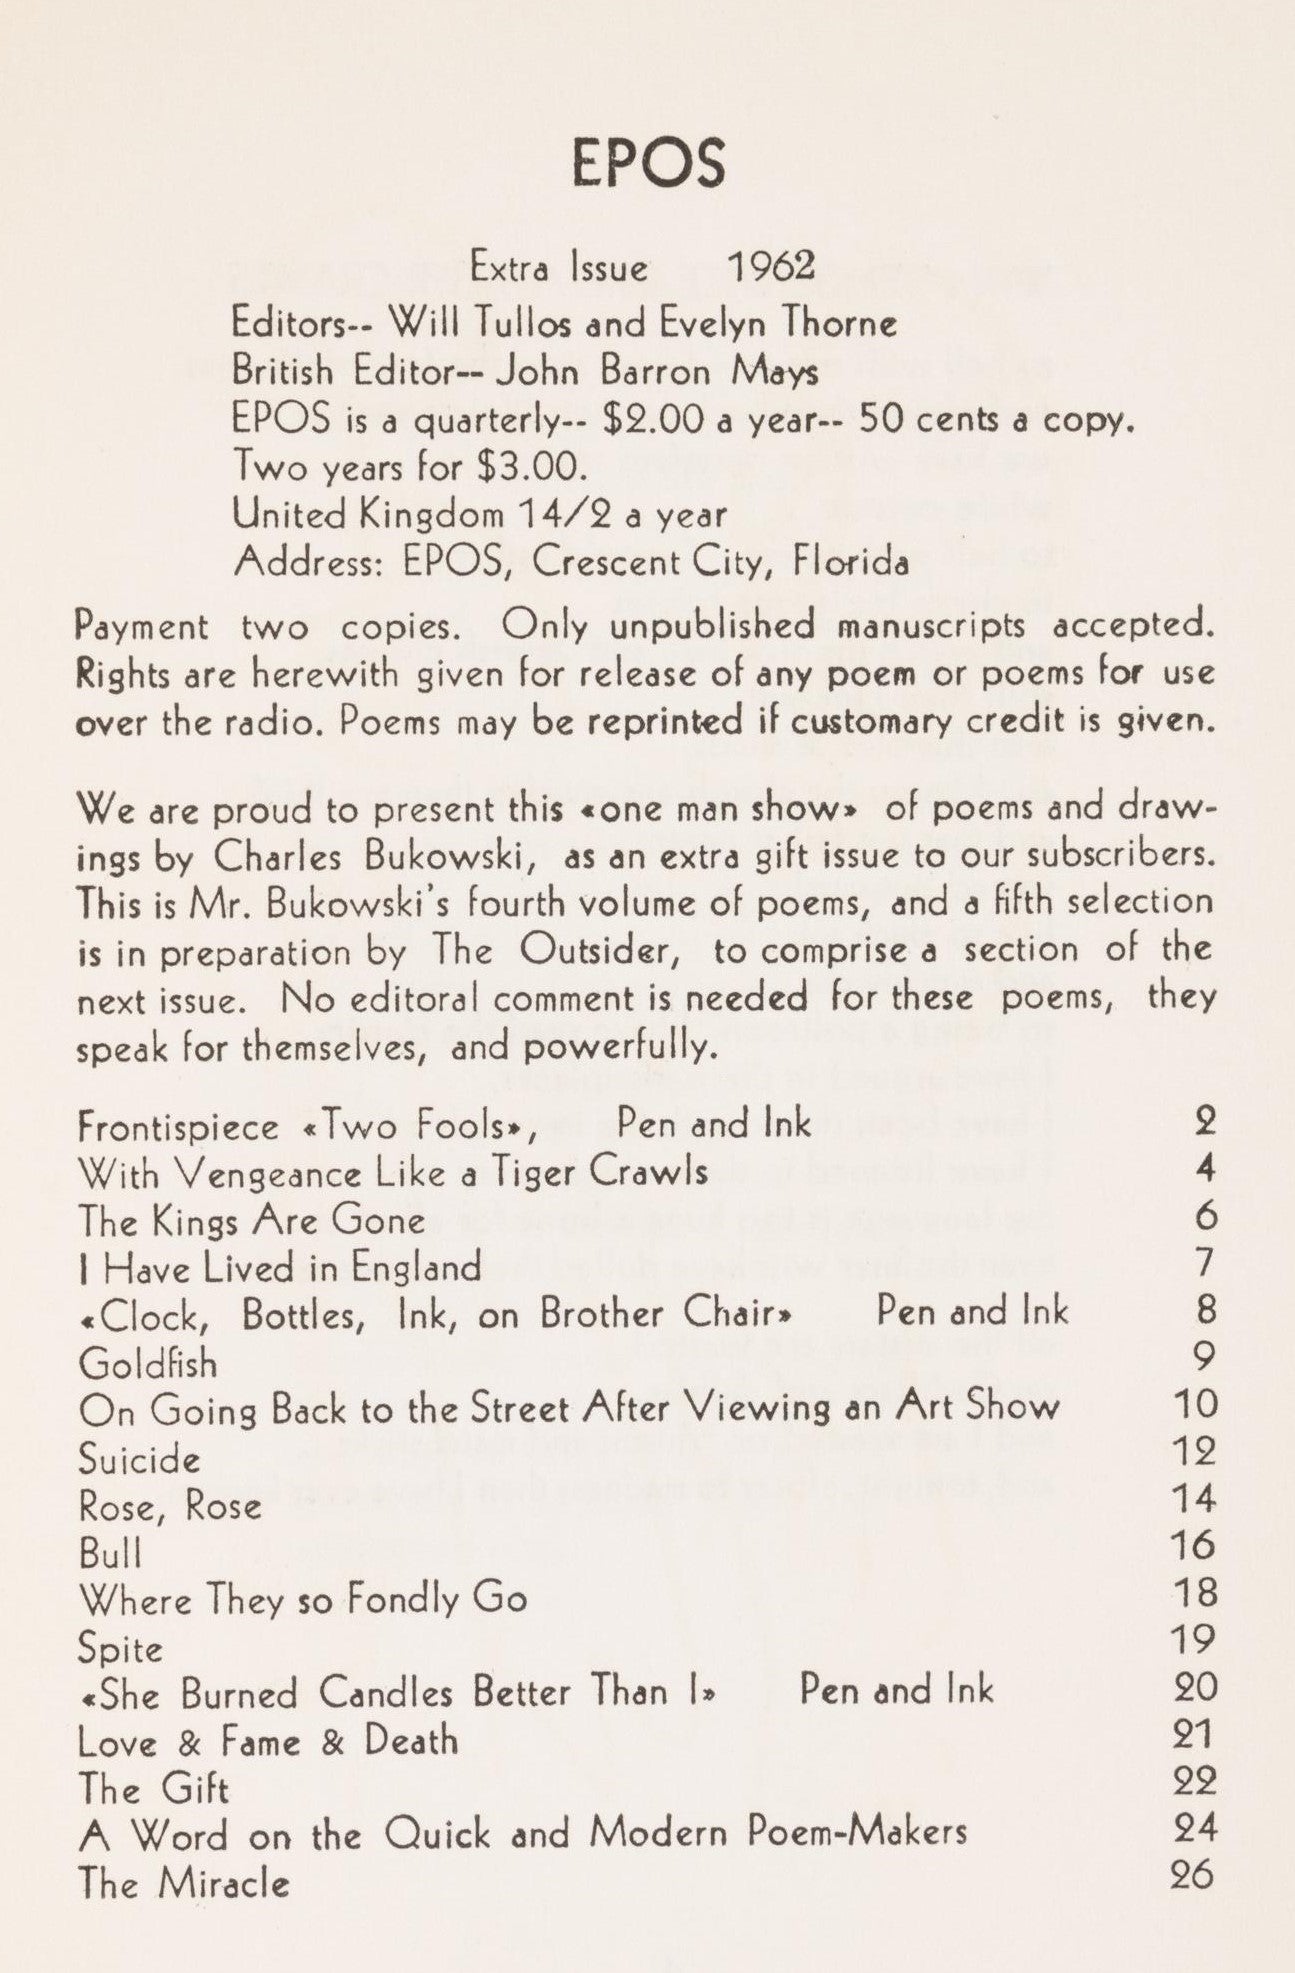 EPOS
Extra Issue 1962
Editors-- Will Tullos and Evelyn Thorne
British Editor-- John Barron Mays
EPOS is a quarterly-- $2.00 a year-- 50 cents a copy.
Two years for $3.00.
United Kingdom 14/2 a year
Address: EPOS, Crescent City, Florida
Payment two copies. Only unpublished manuscripts accepted.
Rights are herewith given for release of any poem or poems for use
over the radio. Poems may be reprinted if customary credit is given.
We are proud to present this «one man show» of poems and draw-
ings by Charles Bukowski, as an extra gift issue to our subscribers.
This is Mr. Bukowski's fourth volume of poems, and a fifth selection
is in preparation by The Outsider, to comprise a section of the
next issue. No editoral comment is needed for these poems, they
speak for themselves, and powerfully.
Frontispiece «Two Fools», Pen and Ink 2
With Vengeance Like a Tiger Crawls 4
The Kings Are Gone 6
I Have Lived in England 7
«Clock, Bottles, Ink, on Brother Chair» Pen and Ink 8
Goldfish 9
On Going Back to the Street After Viewing an Art Show 10
Suicide 12
Rose, Rose 14
Bull 16
Where They so Fondly Go 18
Spite 19
«She Burned Candles Better Than I» Pen and Ink 20
Love & Fame & Death 21
The Gift 22
A Word on the Quick and Modern Poem-Makers 24
The Miracle 26